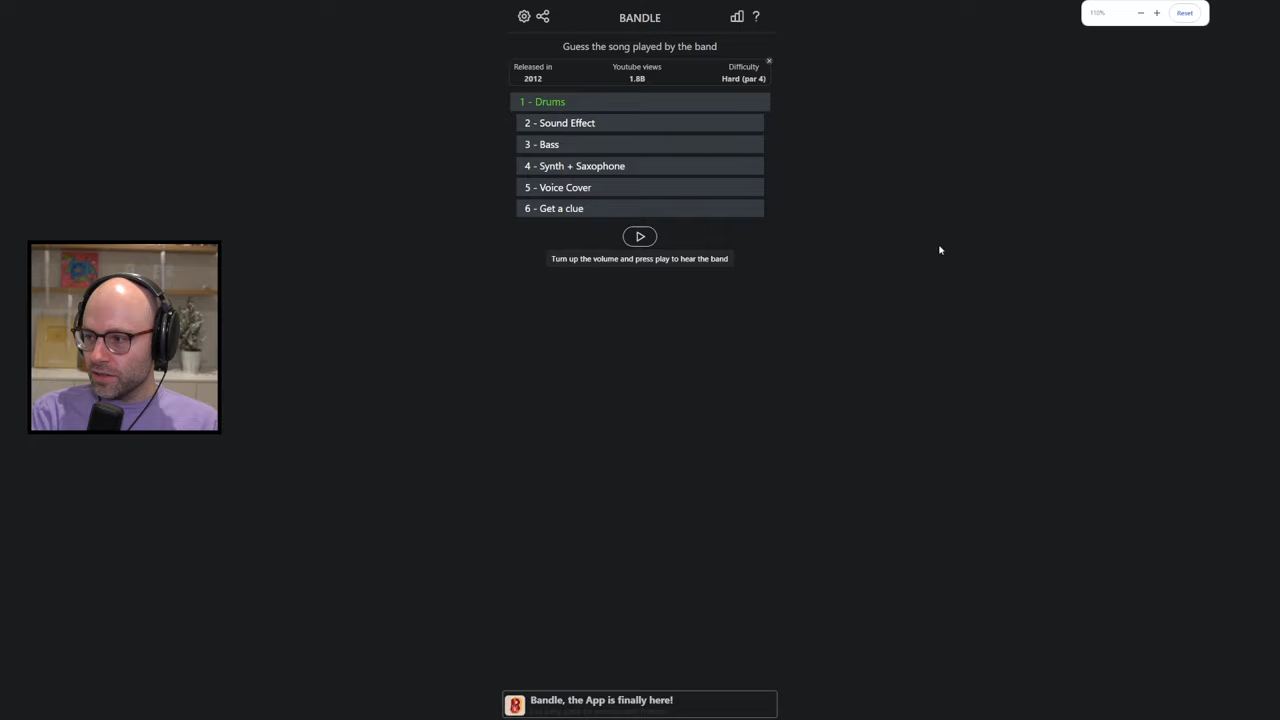 BANDLE
?
110%
Reset
Guess the song played by the band
Released in
2012
Youtube views
1.8B
Difficulty
Hard (par 4)
1 - Drums
2 - Sound Effect
3 - Bass
4 - Synth + Saxophone
5 - Voice Cover
6 - Get a clue
Turn up the volume and press play to hear the band
Bandle, the App is finally here!